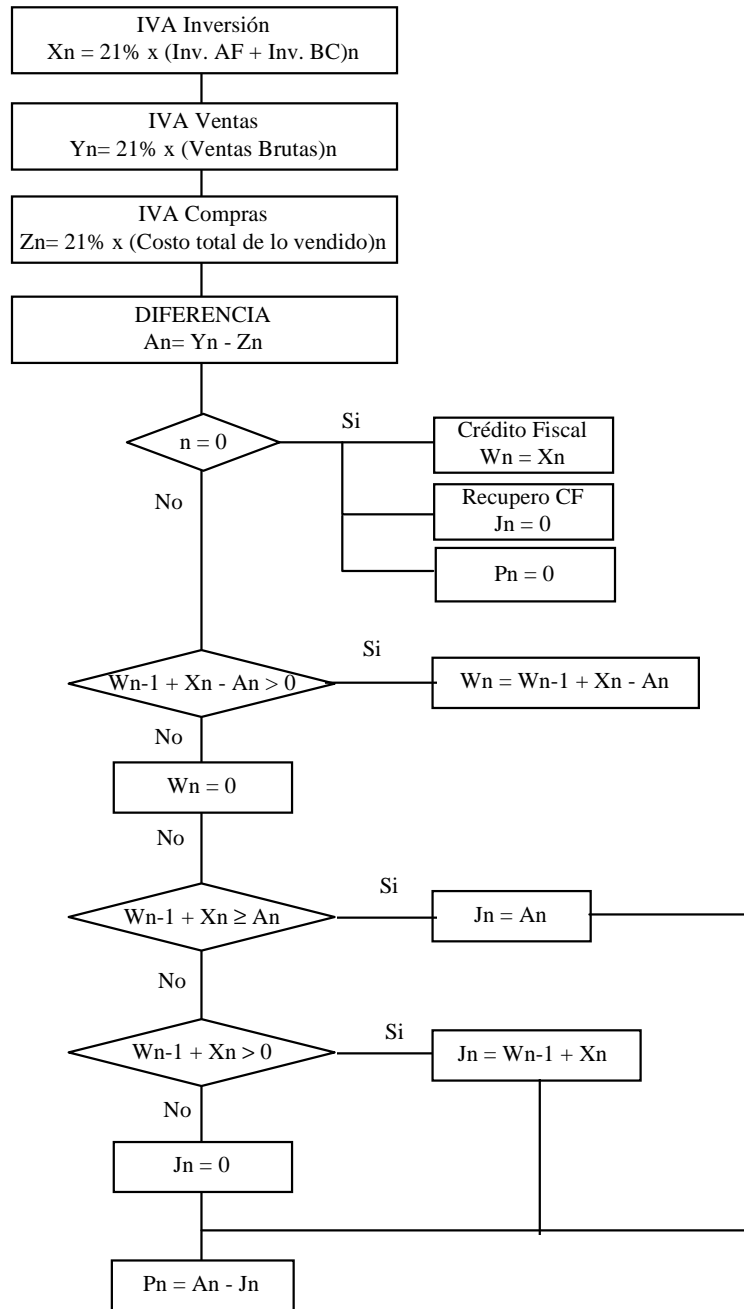 IVA Inversión
Xn = 21% x (Inv. AF + Inv. BC)n
IVA Ventas
Yn= 21% x (Ventas Brutas)n
IVA Compras
Zn= 21% x (Costo total de lo vendido)n
DIFERENCIA
An= Yn - Zn
n = 0
Si
Crédito Fiscal
Wn = Xn
Recupero CF
Jn = 0
Pn = 0
No
Wn-1 + Xn - An > 0
Si
Wn = Wn-1 + Xn - An
No
Wn = 0
No
Wn-1 + Xn ≥ An
Si
Jn = An
No
Wn-1 + Xn > 0
Si
Jn = Wn-1 + Xn
No
Jn = 0
Pn = An - Jn